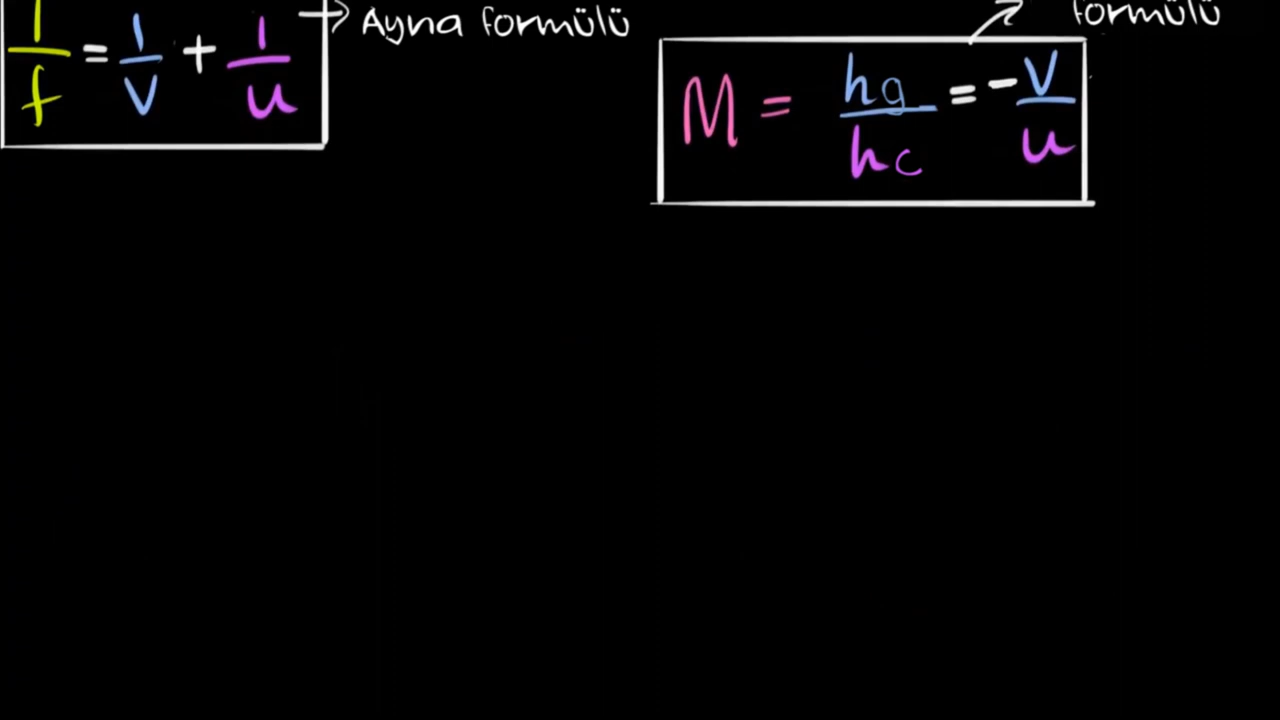 1/f = 1/v + 1/u → Ayna formülü
formülü
M = hg/hc = - v/u